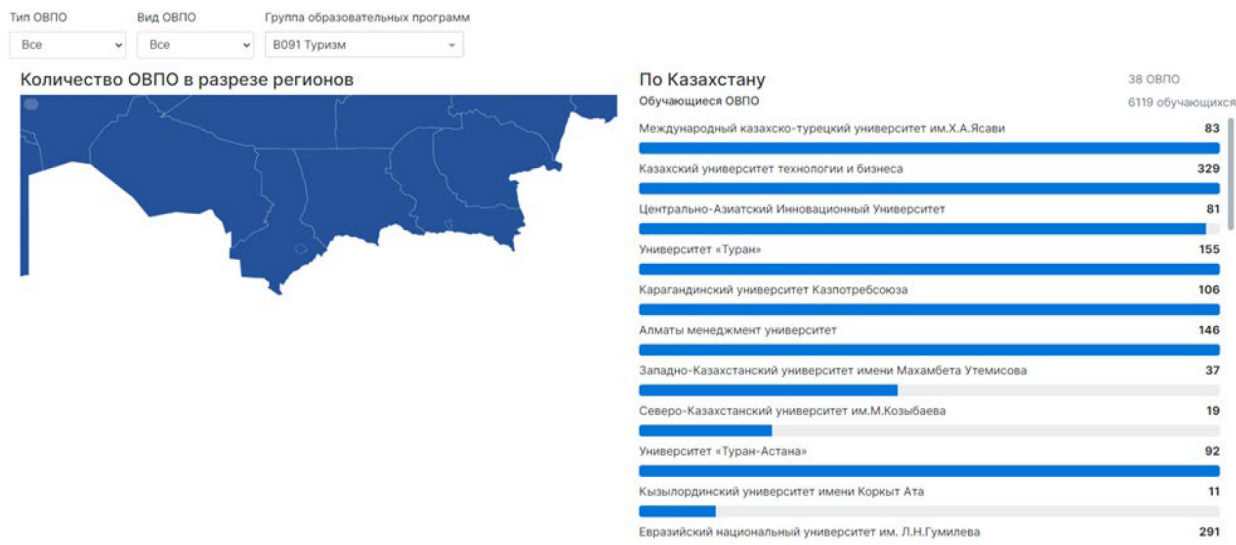 Тип ОВПО
Вид ОВПО
Группа образовательных программ
Все
Все
B091 Туризм
Количество ОВПО в разрезе регионов
По Казахстану
38 ОВПО
Обучающиеся ОВПО
6119 обучающихся
Международный казахско-турецкий университет им.Х.А.Ясави 83
Казахский университет технологии и бизнеса 329
Центрально-Азиатский Инновационный Университет 81
Университет «Туран» 155
Карагандинский университет Казпотребсоюза 106
Алматы менеджмент университет 146
Западно-Казахстанский университет имени Махамбета Утемисова 37
Северо-Казахстанский университет им.М.Козыбаева 19
Университет «Туран-Астана» 92
Кызылординский университет имени Коркыт Ата 11
Евразийский национальный университет им. Л.Н.Гумилева 291